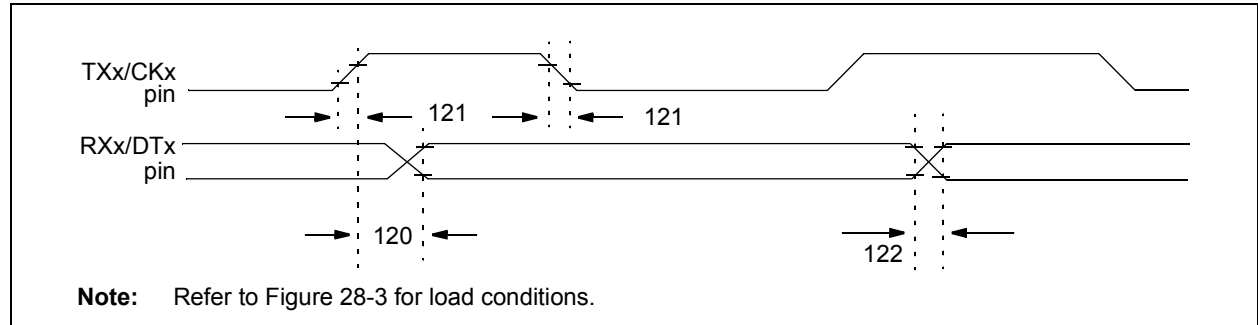 TXx/CKx
pin
121
121
RXx/DTx
pin
120
122
Note: Refer to Figure 28-3 for load conditions.